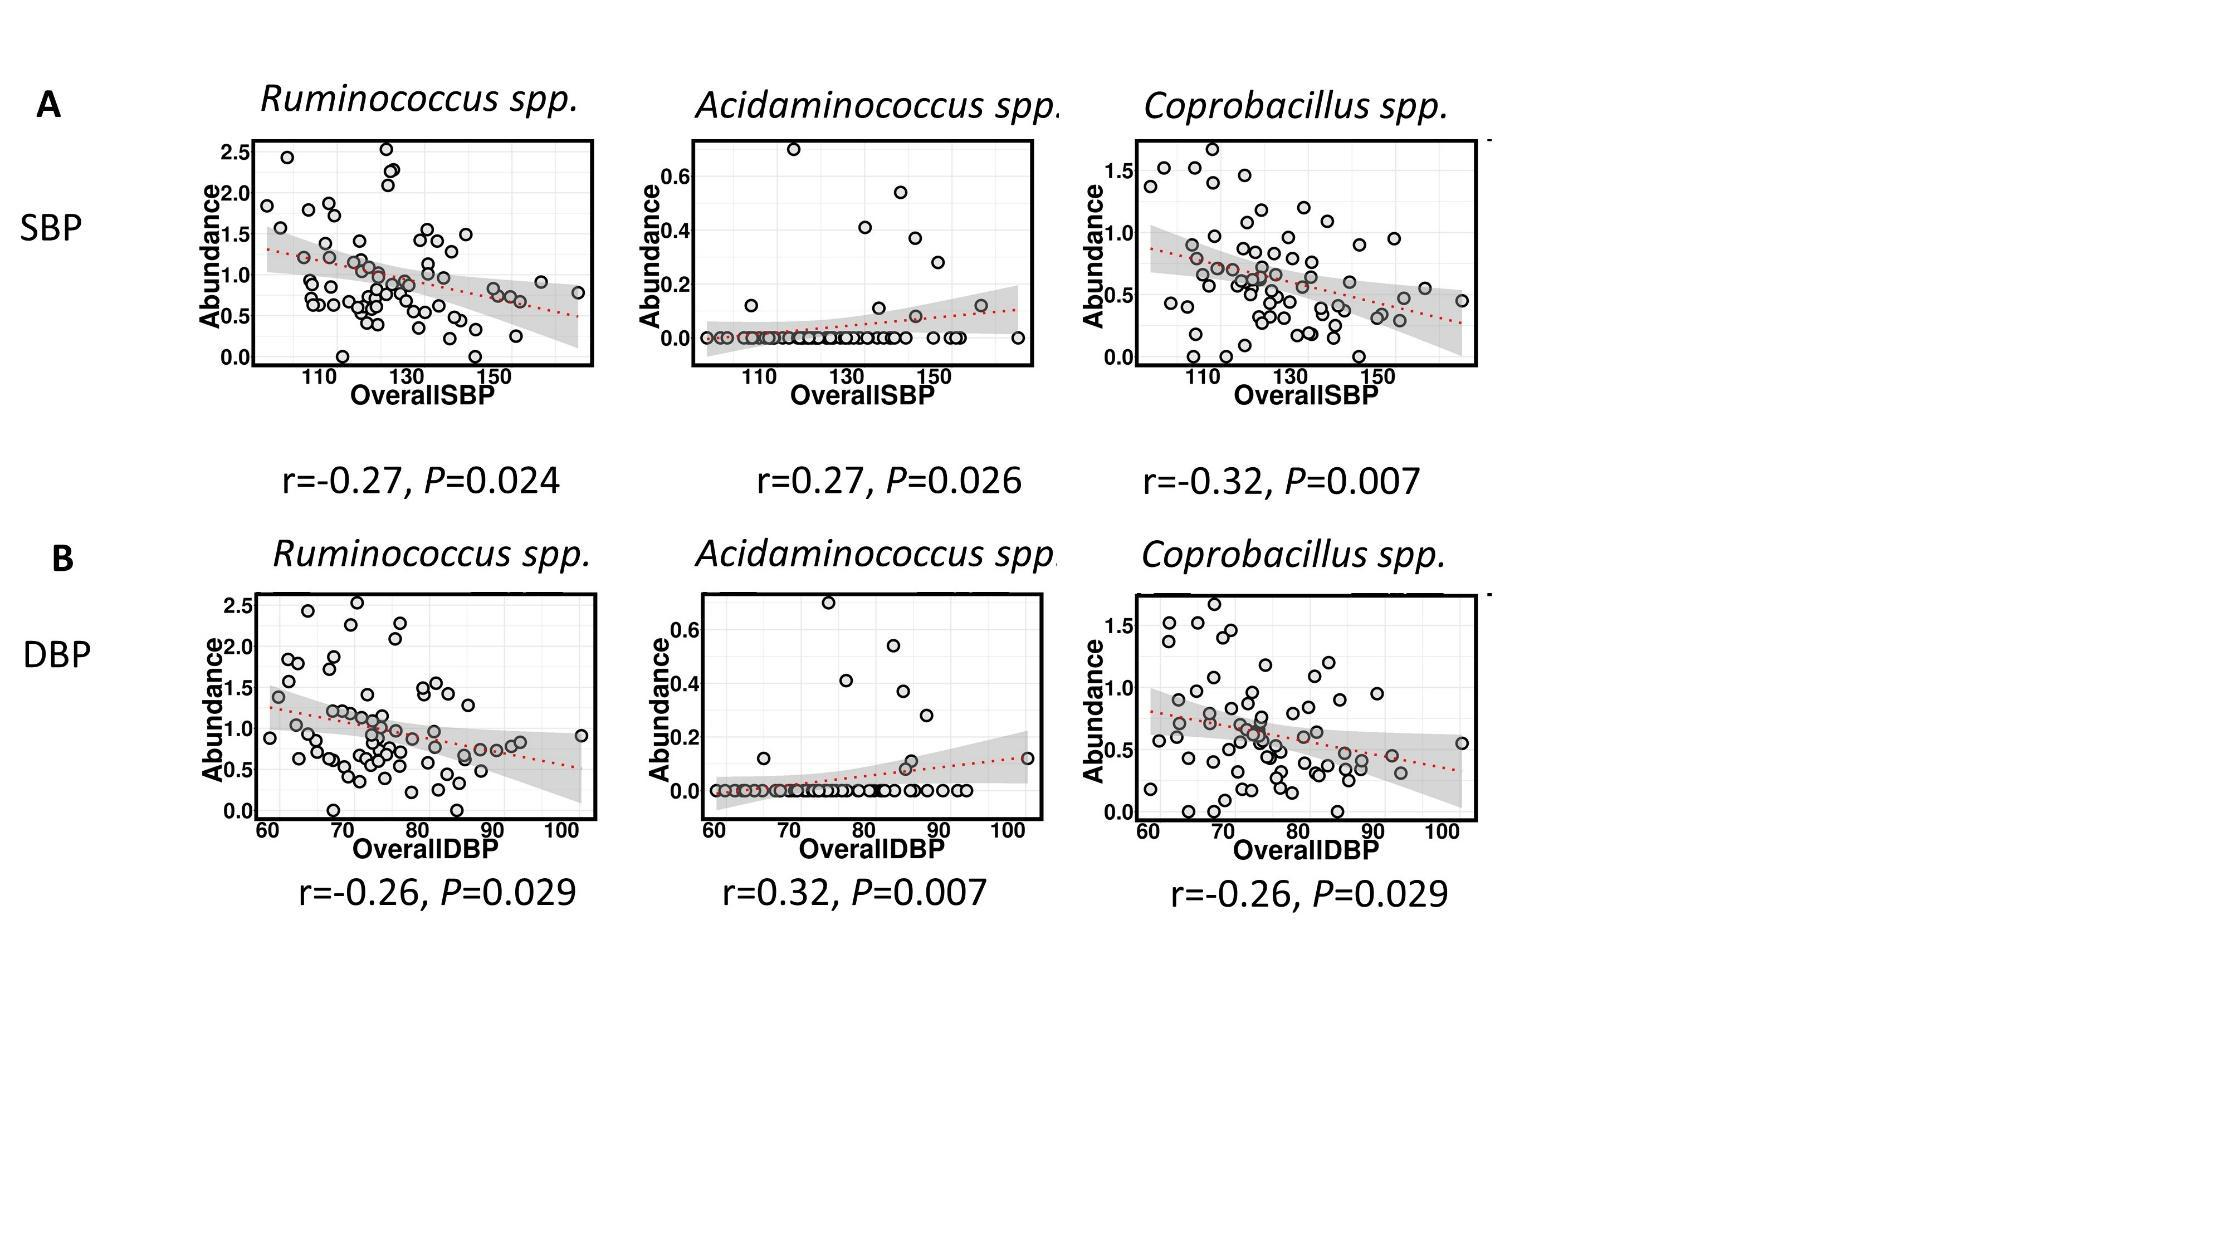 A
Ruminococcus spp.
Acidaminococcus spp.
Coprobacillus spp.
SBP
Abundance
2.5
2.0
1.5
1.0
0.5
0.0
110 130 150
OverallSBP
Abundance
0.6
0.4
0.2
0.0
110 130 150
OverallSBP
Abundance
1.5
1.0
0.5
0.0
110 130 150
OverallSBP
r=-0.27, P=0.024
r=0.27, P=0.026
r=-0.32, P=0.007
B
Ruminococcus spp.
Acidaminococcus spp.
Coprobacillus spp.
DBP
Abundance
2.5
2.0
1.5
1.0
0.5
0.0
60 70 80 90 100
OverallDBP
Abundance
0.6
0.4
0.2
0.0
60 70 80 90 100
OverallDBP
Abundance
1.5
1.0
0.5
0.0
60 70 80 90 100
OverallDBP
r=-0.26, P=0.029
r=0.32, P=0.007
r=-0.26, P=0.029